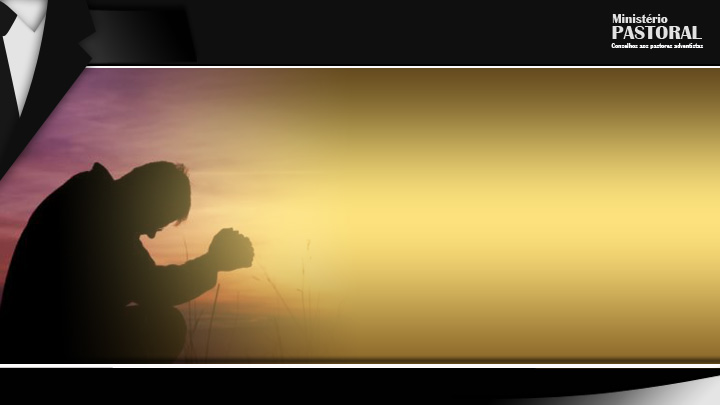 Ministério
PASTORAL
Conselhos aos pastores adventistas